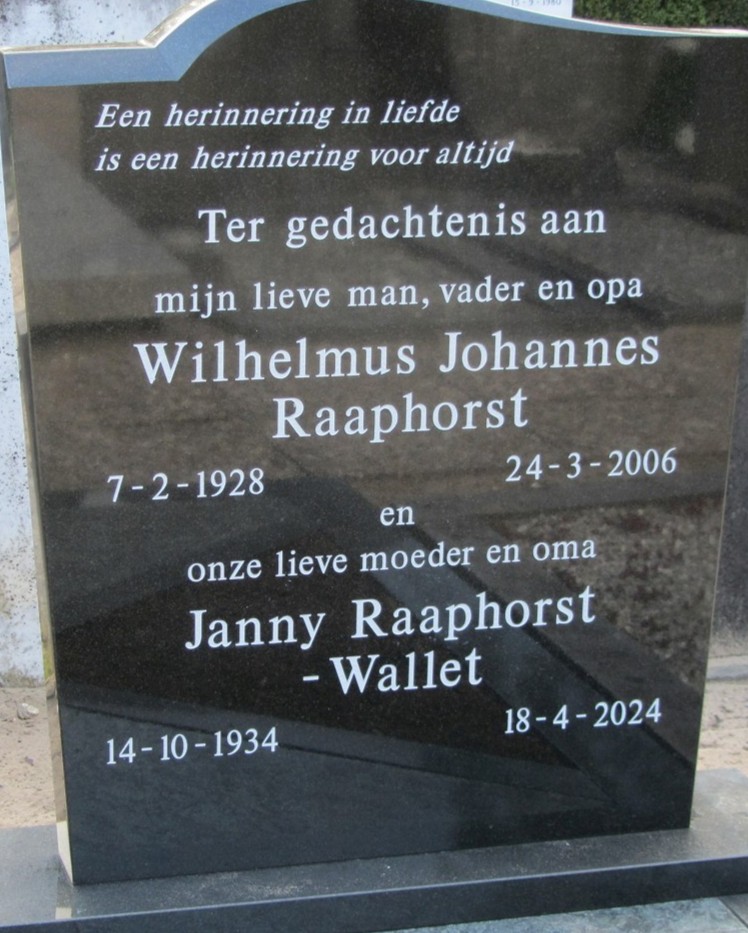 Een herinnering in liefde
is een herinnering voor altijd
Ter gedachtenis aan
mijn lieve man, vader en opa
Wilhelmus Johannes
Raaphorst
7-2-1928 24-3-2006
en
onze lieve moeder en oma
Janny Raaphorst
-Wallet
14-10-1934 18-4-2024